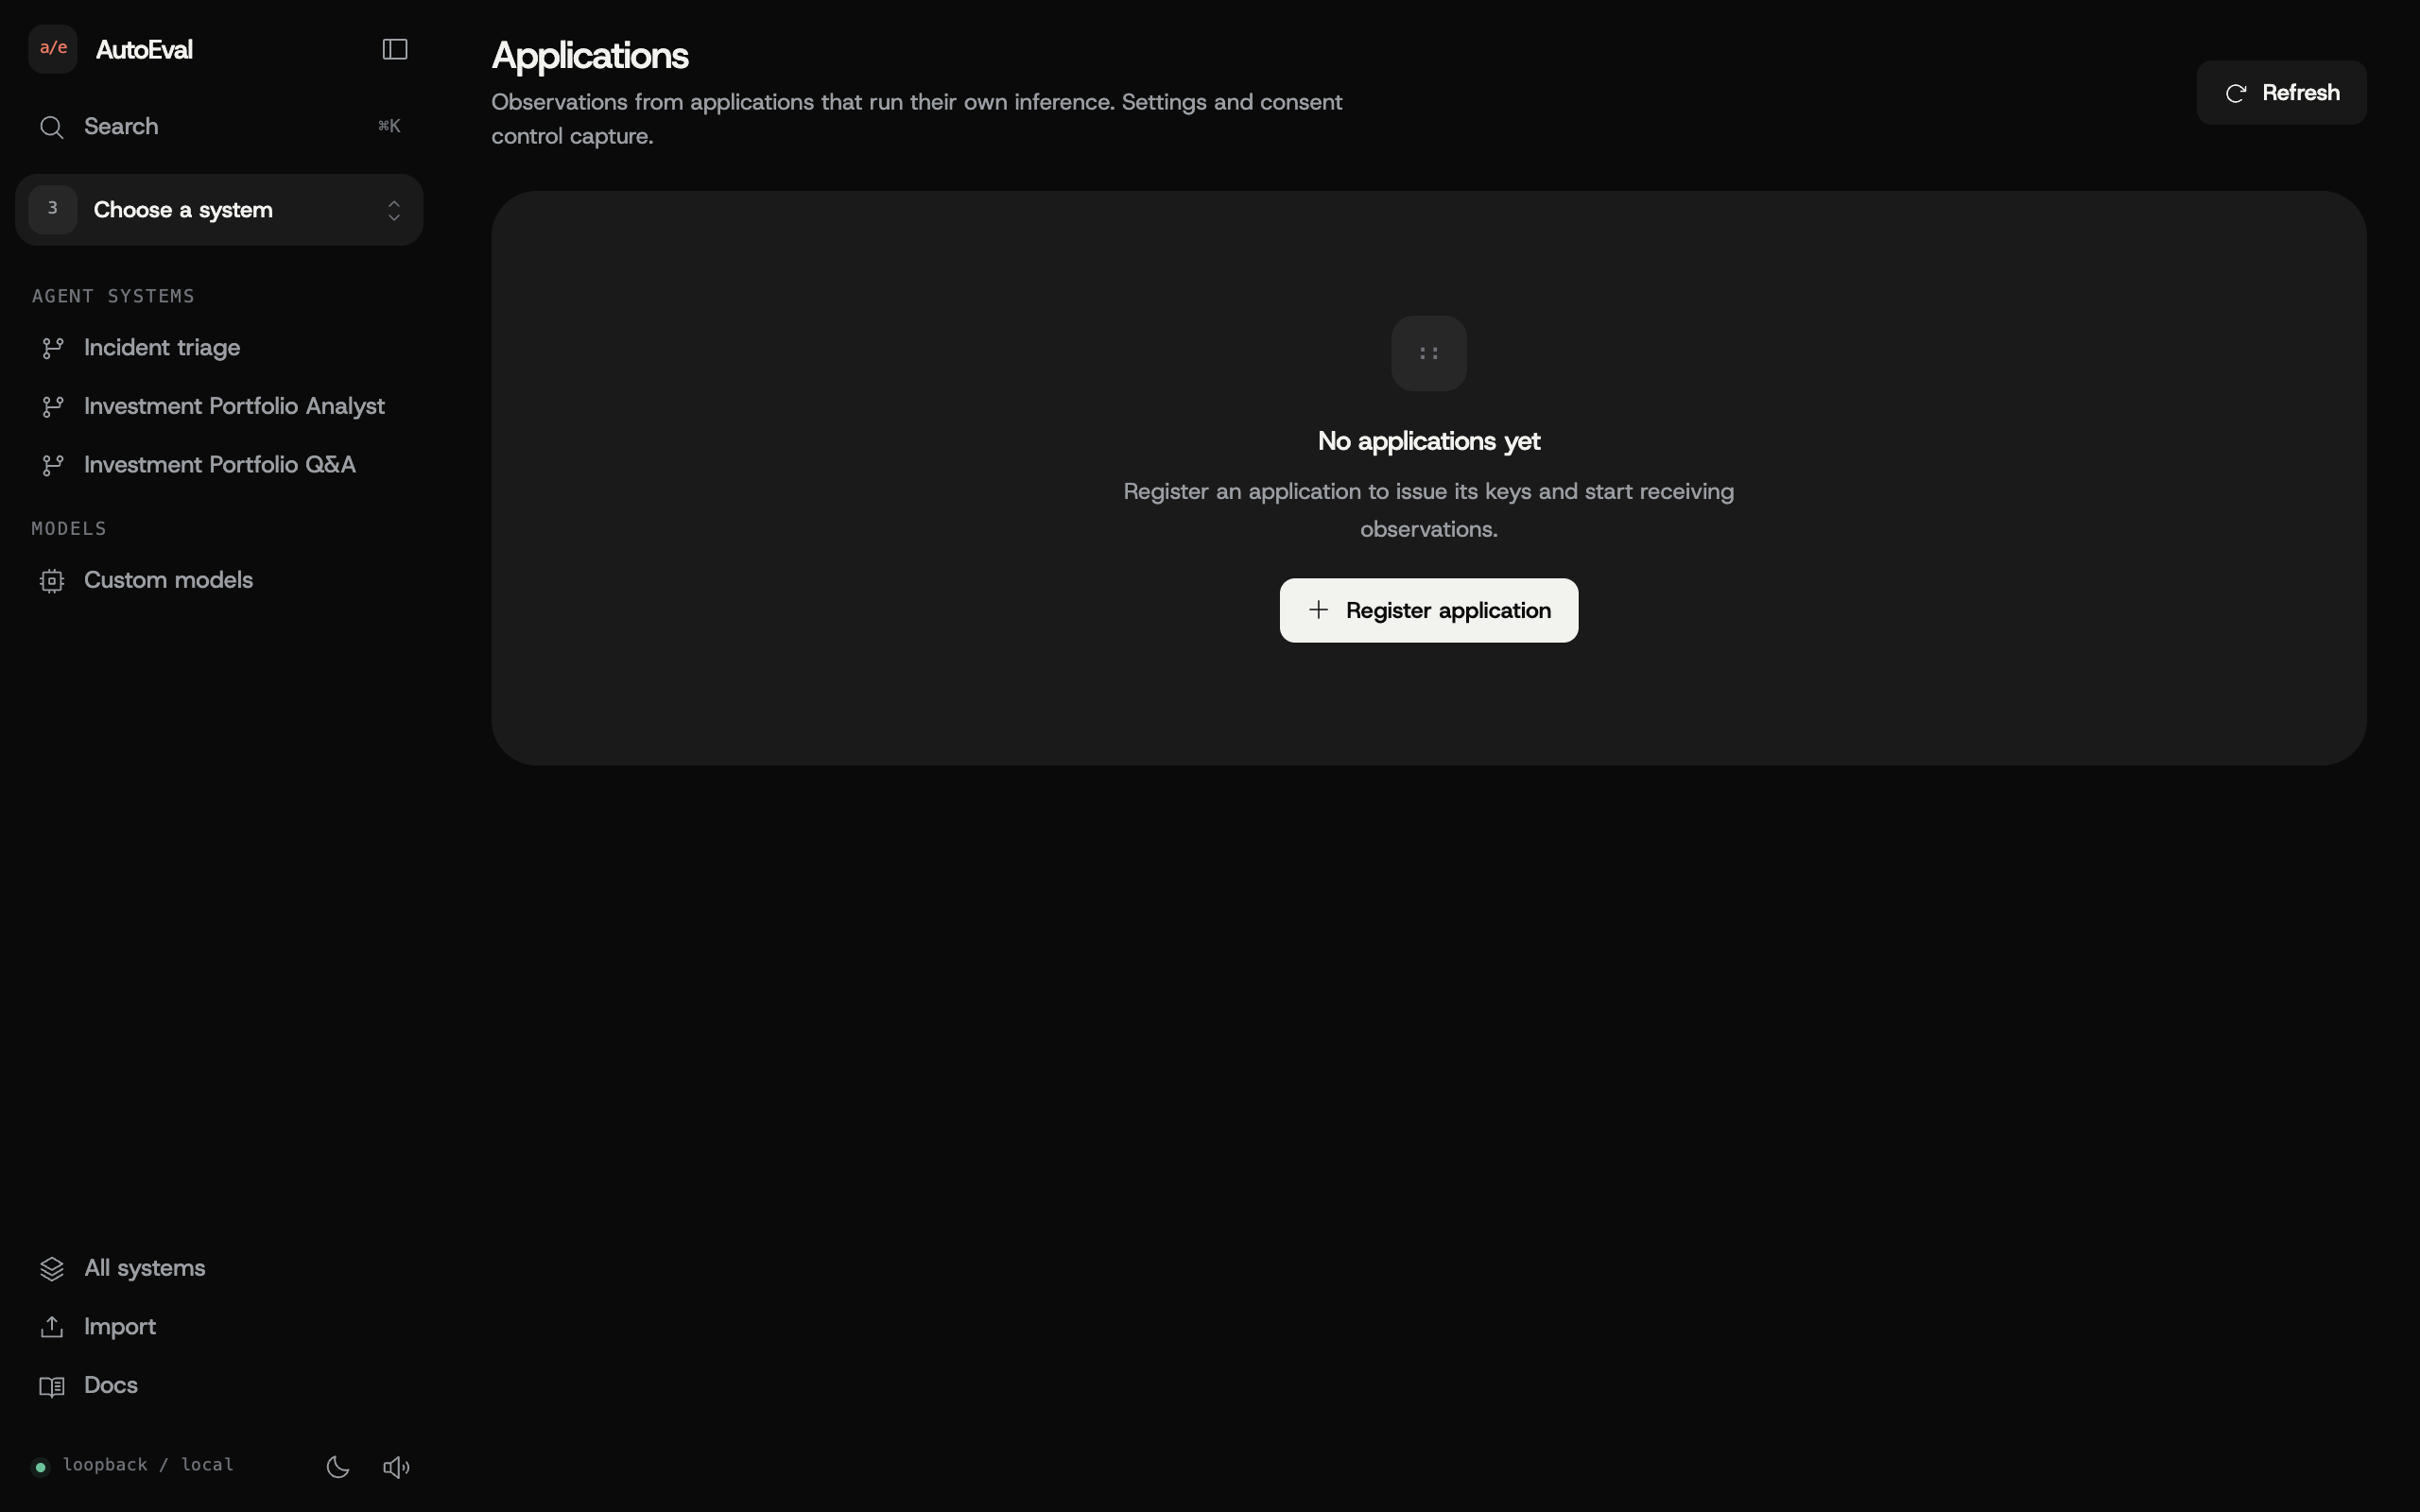 a/e AutoEval
Search ⌘K
3 Choose a system
AGENT SYSTEMS
Incident triage
Investment Portfolio Analyst
Investment Portfolio Q&A
MODELS
Custom models
All systems
Import
Docs
loopback / local
Applications
Observations from applications that run their own inference. Settings and consent
control capture.
Refresh
No applications yet
Register an application to issue its keys and start receiving
observations.
Register application